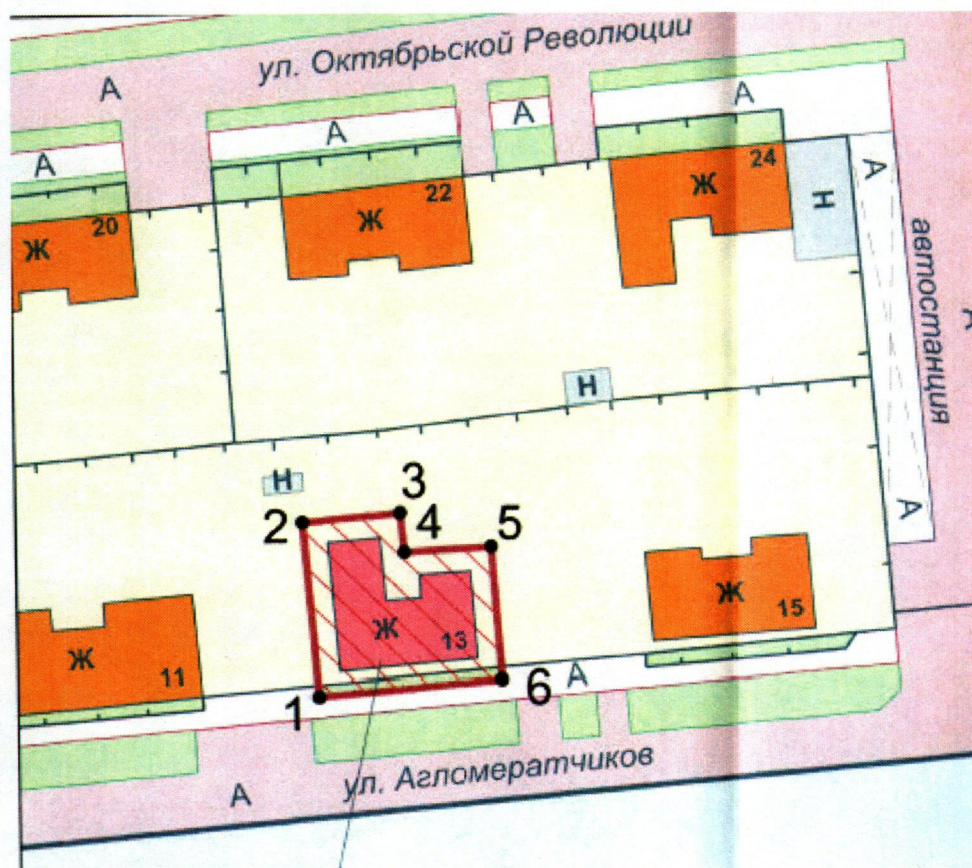 ул. Октябрьской Революции
А
А
А
А
А
20
Ж
22
Ж
24
Ж
Н
А
автостанция
Н
Н
А
2
3
4
5
Ж
13
Ж
15
Ж
11
1
6
А
ул. Агломератчиков
А